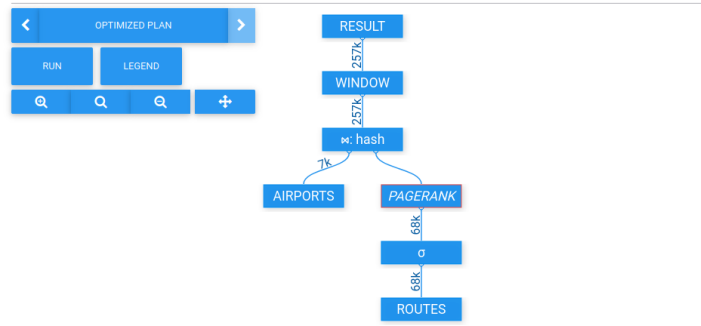 OPTIMIZED PLAN
RUN
LEGEND
RESULT
257k
WINDOW
257k
⋈: hash
7k
AIRPORTS
PAGERANK
68k
σ
68k
ROUTES